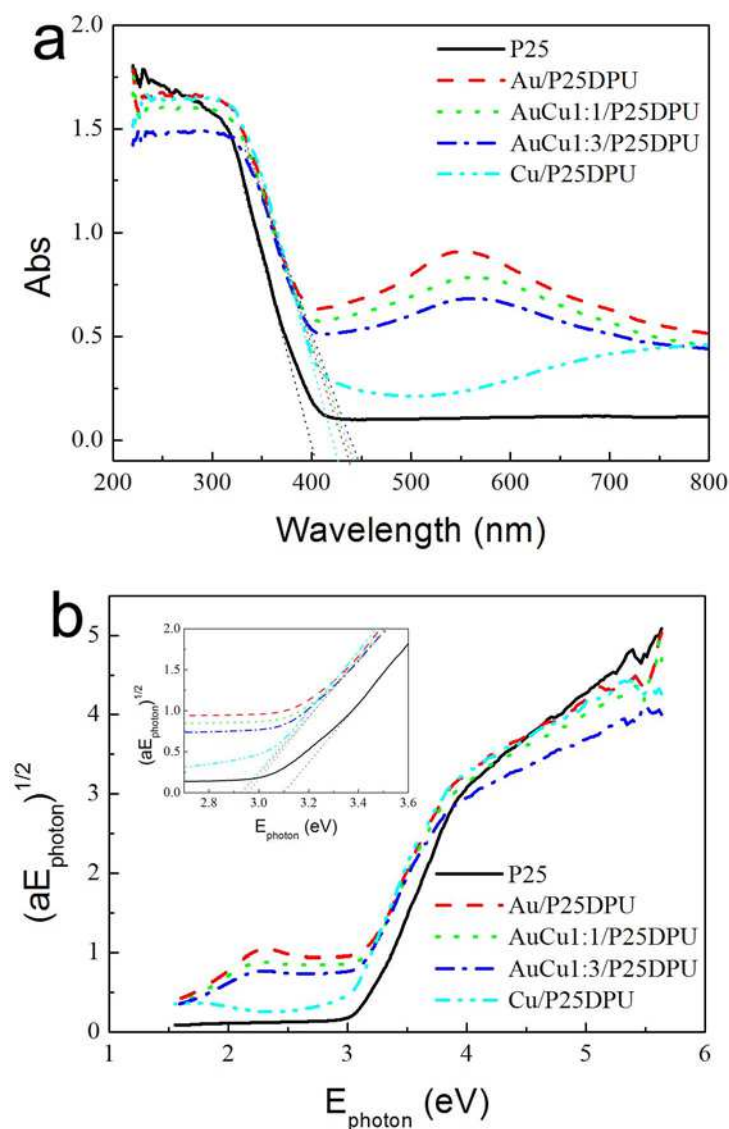 a
2.0
1.5
1.0
0.5
0.0
Abs
P25
Au/P25DPU
AuCu1:1/P25DPU
AuCu1:3/P25DPU
Cu/P25DPU
200 300 400 500 600 700 800
Wavelength (nm)
b
5
4
3
2
1
0
(aE_photon)^1/2
2.0
1.5
1.0
0.5
0.0
(aE_photon)^1/2
2.8 3.0 3.2 3.4 3.6
E_photon (eV)
P25
Au/P25DPU
AuCu1:1/P25DPU
AuCu1:3/P25DPU
Cu/P25DPU
1 2 3 4 5 6
E_photon (eV)